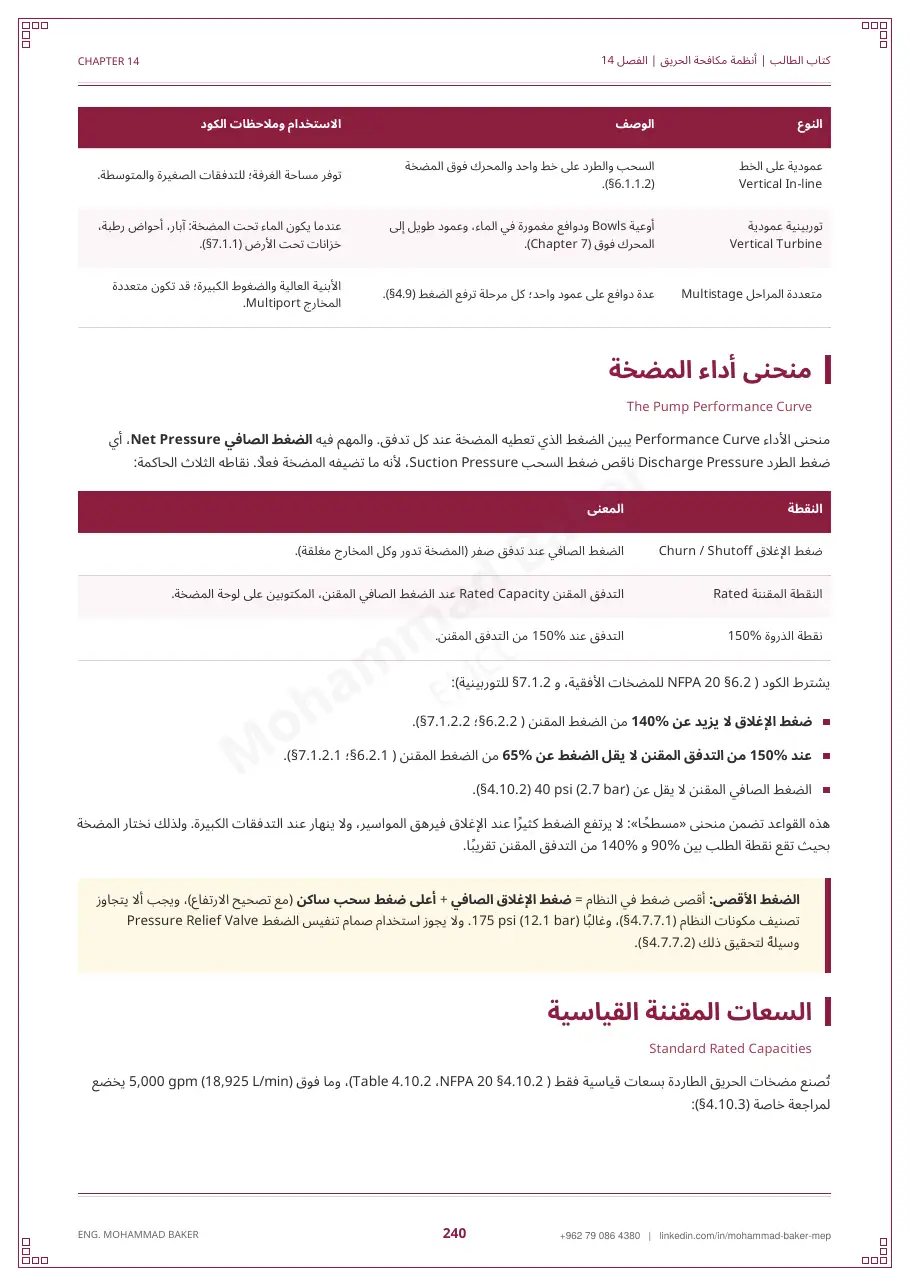 كتاب الطالب | أنظمة مكافحة الحريق | الفصل 14
CHAPTER 14
النوع
الوصف
الاستخدام وملاحظات الكود
عمودية على الخط
Vertical In-line
السحب والطرد على خط واحد والمحرك فوق المضخة
(§6.1.1.2).
توفر مساحة الغرفة؛ للتدفقات الصغيرة والمتوسطة.
توربينية عمودية
Vertical Turbine
أوعية Bowls ودوافع مغمورة في الماء، وعمود طويل إلى
المحرك فوق (Chapter 7).
عندما يكون الماء تحت المضخة: آبار، أحواض رطبة،
خزانات تحت الأرض (§7.1.1).
متعددة المراحل Multistage
عدة دوافع على عمود واحد؛ كل مرحلة ترفع الضغط (§4.9).
الأبنية العالية والضغوط الكبيرة؛ قد تكون متعددة
المخارج Multiport.
منحنى أداء المضخة
The Pump Performance Curve
منحنى الأداء Performance Curve يبين الضغط الذي تعطيه المضخة عند كل تدفق. والمهم فيه الضغط الصافي Net Pressure، أي
ضغط الطرد Discharge Pressure ناقص ضغط السحب Suction Pressure، لأنه ما تضيفه المضخة فعلًا. نقاطه الثلاث الحاكمة:
النقطة
المعنى
ضغط الإغلاق Churn / Shutoff
الضغط الصافي عند تدفق صفر (المضخة تدور وكل المخارج مغلقة).
النقطة المقننة Rated
التدفق المقنن Rated Capacity عند الضغط الصافي المقنن، المكتوبين على لوحة المضخة.
نقطة الذروة 150%
التدفق عند 150% من التدفق المقنن.
يشترط الكود ( NFPA 20 §6.2 للمضخات الأفقية، و §7.1.2 للتوربينية):
ضغط الإغلاق لا يزيد عن 140% من الضغط المقنن ( §6.2.2؛ §7.1.2.2).
عند 150% من التدفق المقنن لا يقل الضغط عن 65% من الضغط المقنن ( §6.2.1؛ §7.1.2.1).
الضغط الصافي المقنن لا يقل عن 40 psi (2.7 bar) (§4.10.2).
هذه القواعد تضمن منحنى «مسطحًا»: لا يرتفع الضغط كثيرًا عند الإغلاق فيرهق المواسير، ولا ينهار عند التدفقات الكبيرة. ولذلك نختار المضخة
بحيث تقع نقطة الطلب بين 90% و 140% من التدفق المقنن تقريبًا.
الضغط الأقصى: أقصى ضغط في النظام = ضغط الإغلاق الصافي + أعلى ضغط سحب ساكن (مع تصحيح الارتفاع)، ويجب ألا يتجاوز
تصنيف مكونات النظام (§4.7.7.1)، وغالبًا 175 psi (12.1 bar). ولا يجوز استخدام صمام تنفيس الضغط Pressure Relief Valve
وسيلةً لتحقيق ذلك (§4.7.7.2).
السعات المقننة القياسية
Standard Rated Capacities
تُصنع مضخات الحريق الطاردة بسعات قياسية فقط ( NFPA 20 §4.10.2، Table 4.10.2)، وما فوق 5,000 gpm (18,925 L/min) يخضع
لمراجعة خاصة (§4.10.3):
Mohammad Baker
EMCC
ENG. MOHAMMAD BAKER
240
+962 79 086 4380 | linkedin.com/in/mohammad-baker-mep